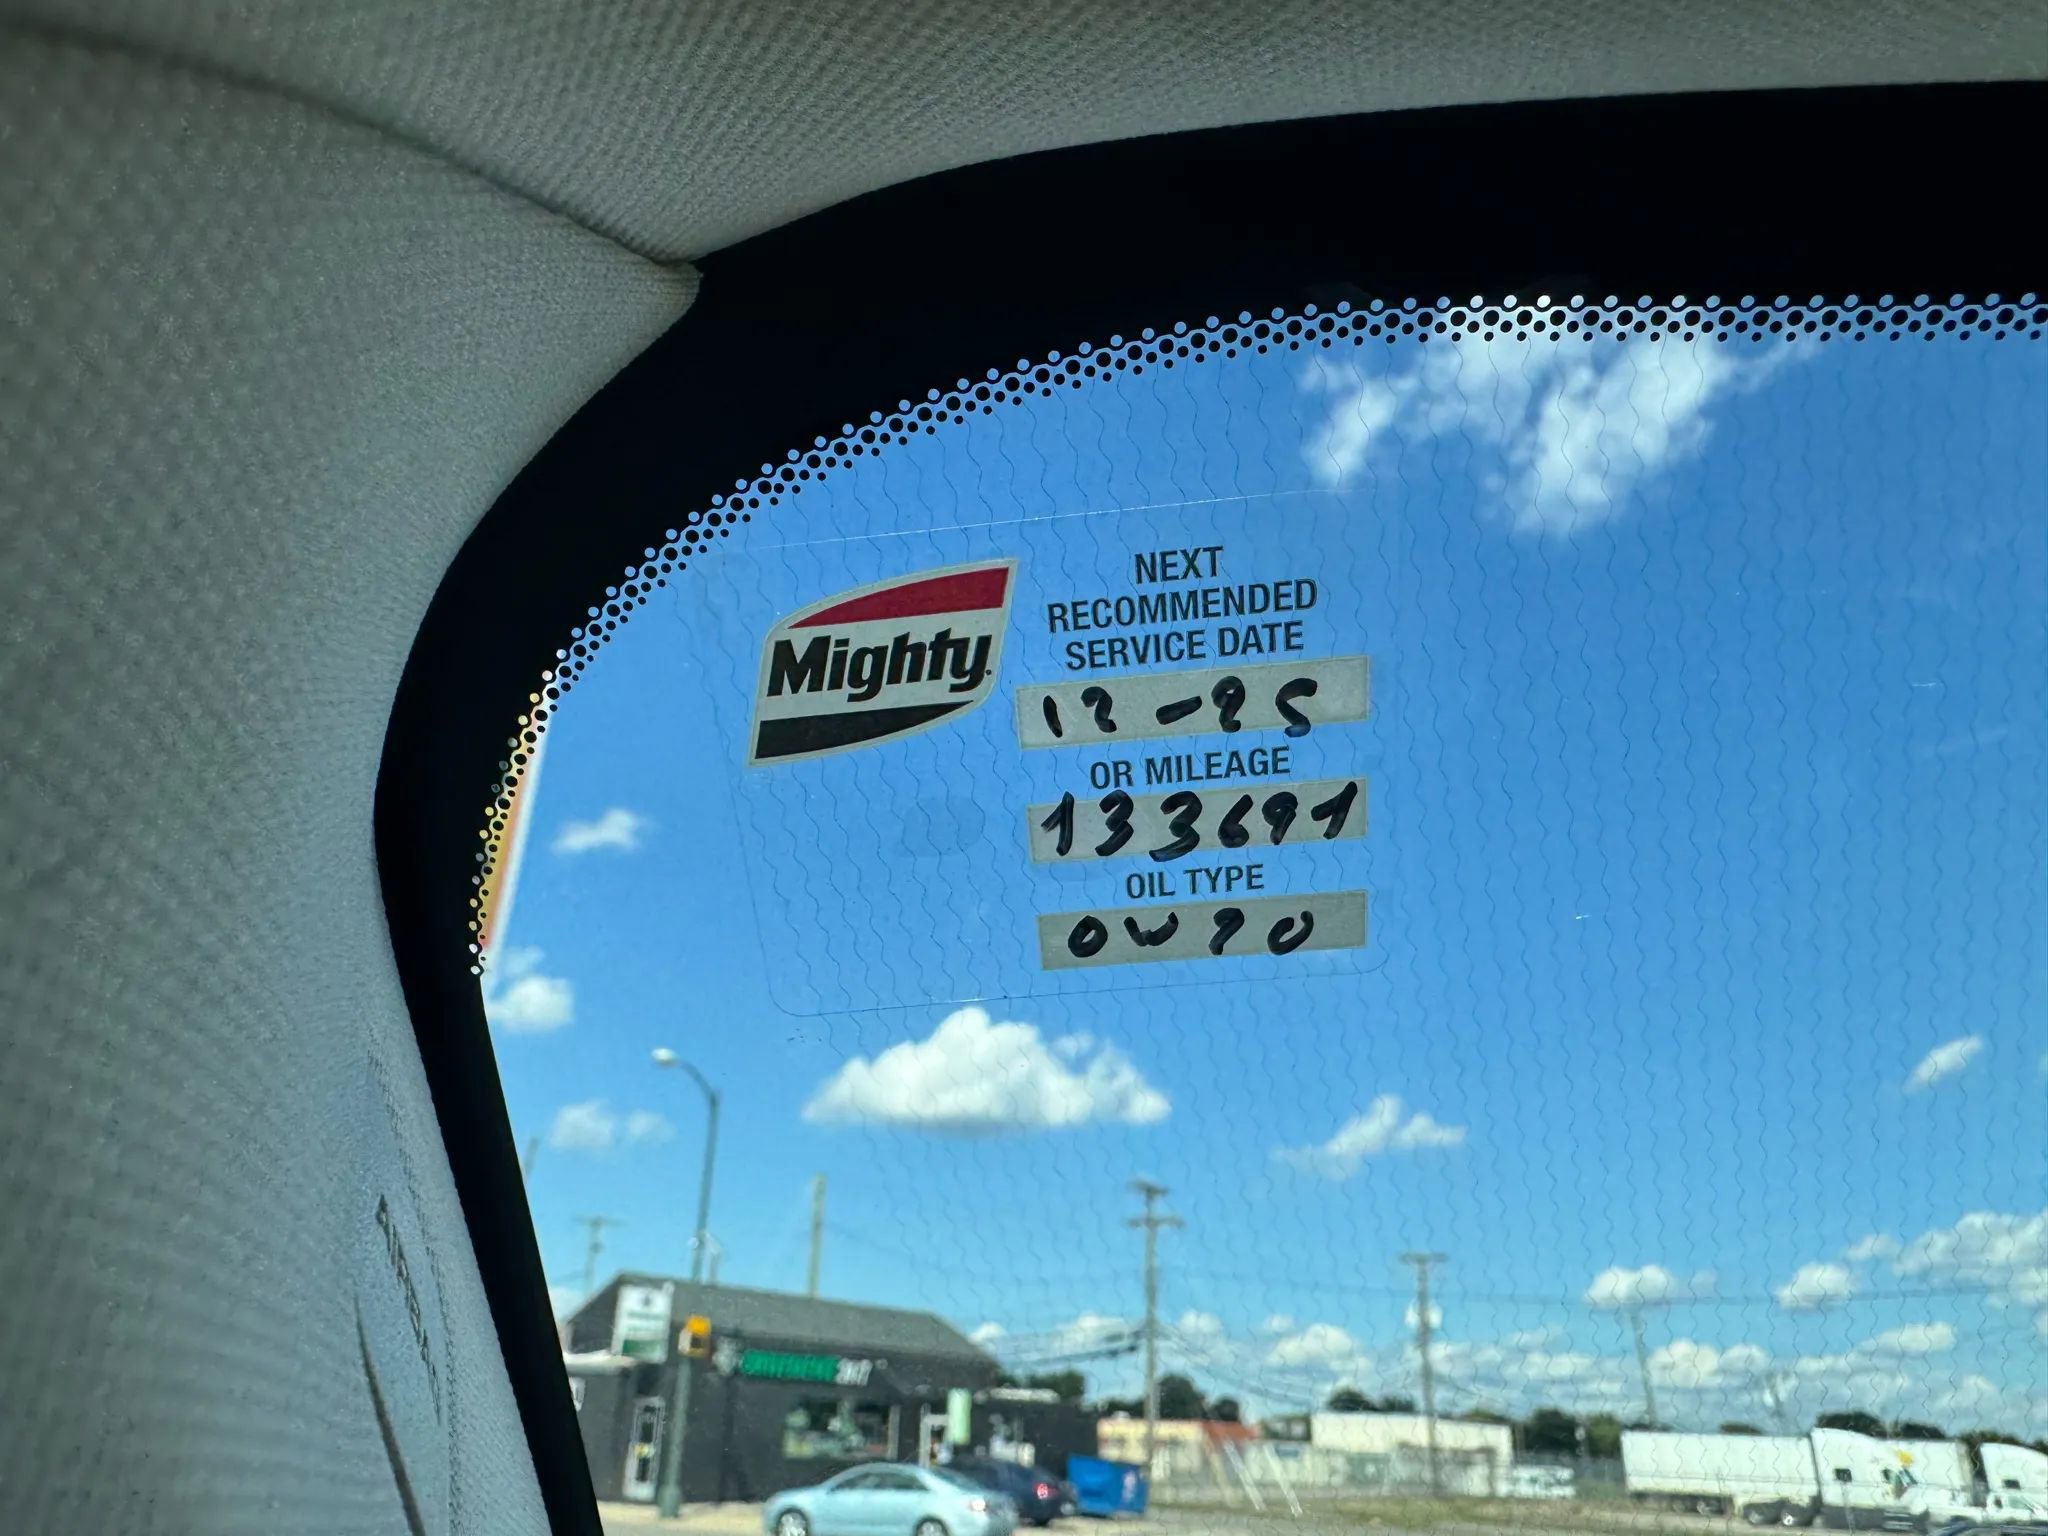 Mighty
NEXT
RECOMMENDED
SERVICE DATE
12-25
OR MILEAGE
133691
OIL TYPE
0W20